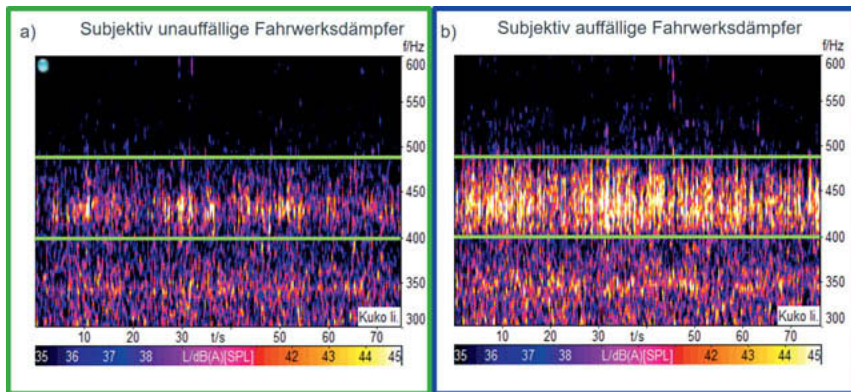 a) Subjektiv unauffällige Fahrwerksdämpfer
f/Hz
600
550
500
450
400
350
300
Kuko li.
10 20 30 t/s 50 60 70
35 36 37 38 L/dB(A)[SPL] 42 43 44 45
b) Subjektiv auffällige Fahrwerksdämpfer
f/Hz
600
550
500
450
400
350
300
Kuko li.
10 20 30 t/s 50 60 70
35 36 37 38 L/dB(A)[SPL] 42 43 44 45